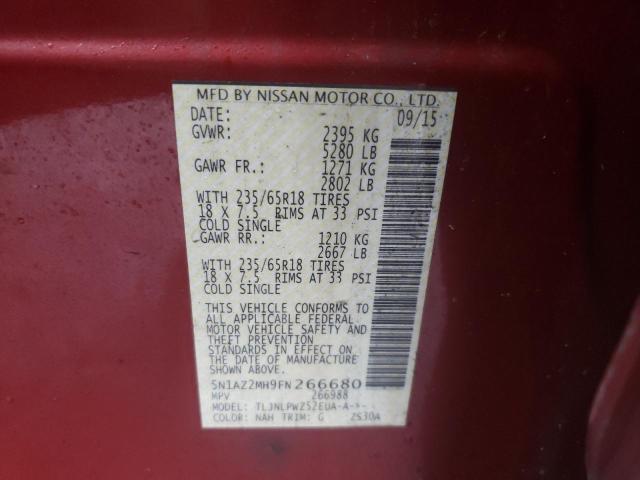 MFD BY NISSAN MOTOR CO., LTD.
DATE: 09/15
GVWR: 2395 KG
5280 LB
GAWR FR.: 1271 KG
2802 LB
WITH 235/65R18 TIRES
18 X 7.5 RIMS AT 33 PSI
COLD SINGLE
GAWR RR.: 1210 KG
2667 LB
WITH 235/65R18 TIRES
18 X 7.5 RIMS AT 33 PSI
COLD SINGLE
THIS VEHICLE CONFORMS TO
ALL APPLICABLE FEDERAL
MOTOR VEHICLE SAFETY AND
THEFT PREVENTION
STANDARDS IN EFFECT ON
THE DATE OF MANUFACTURE
SHOWN ABOVE.
5N1AZ2MH9FN266680
MPV 266988
MODEL: TLJNLPWZ52EUA-A-*-
COLOR: NAH TRIM: G ZS30A